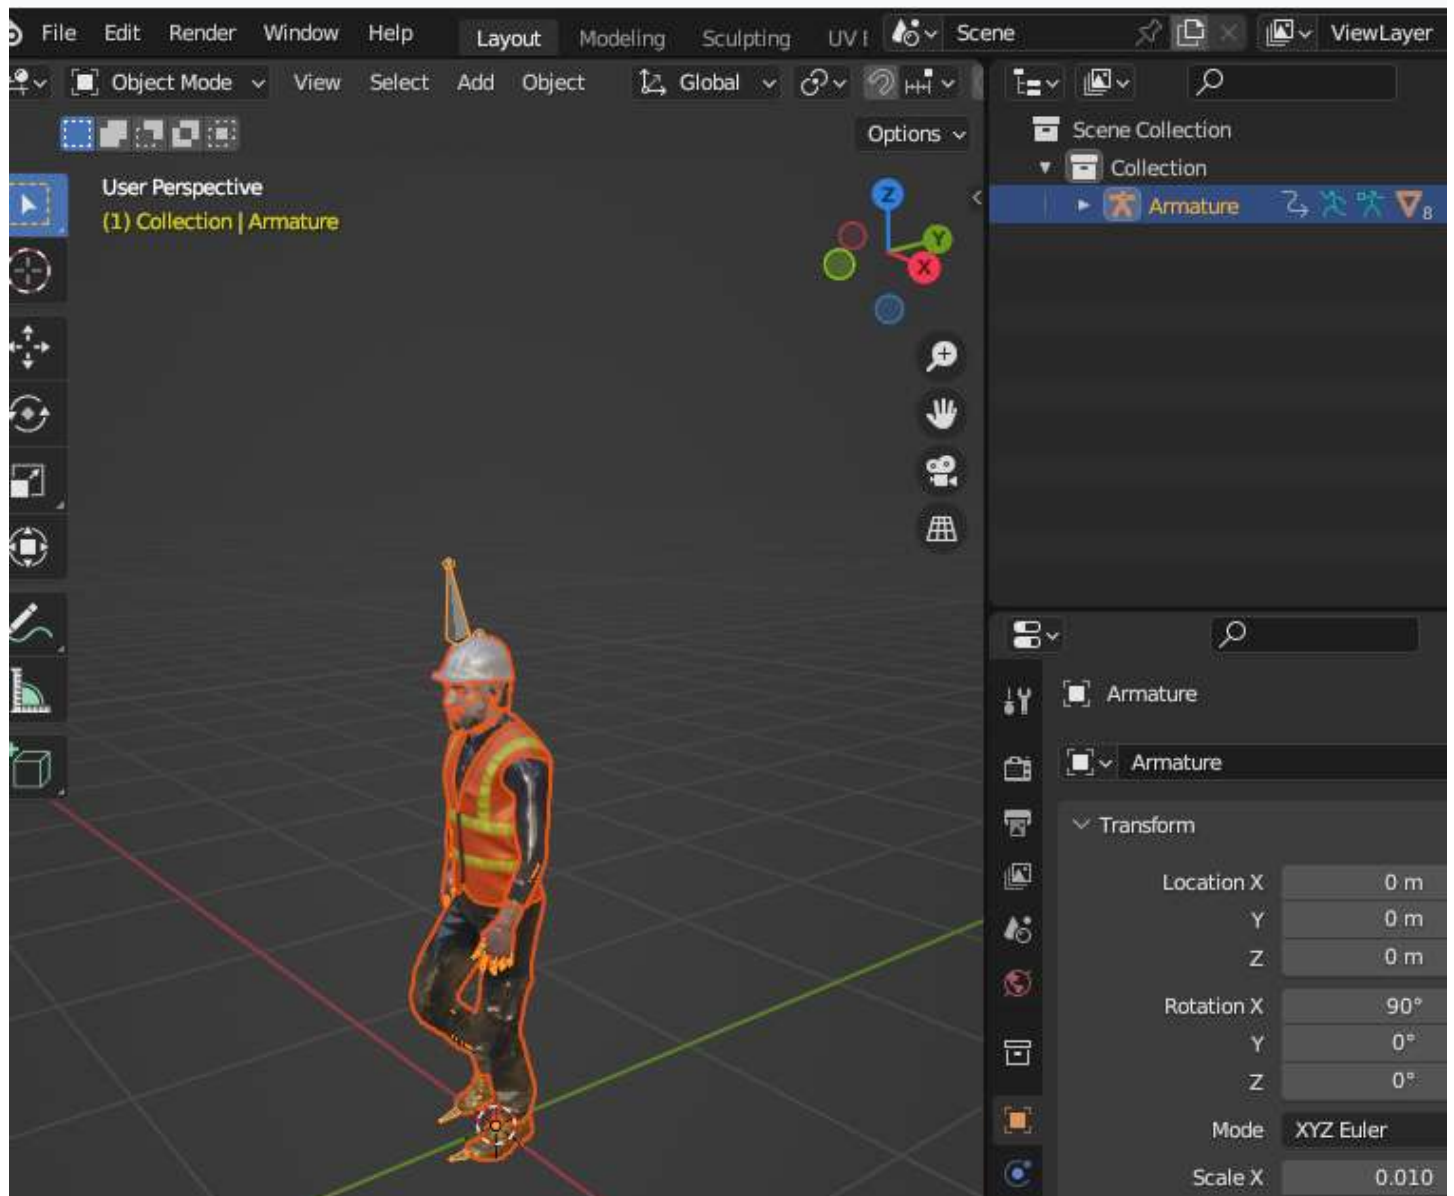 File Edit Render Window Help Layout Modeling Sculpting UV Scene ViewLayer
Object Mode View Select Add Object Global
Options
User Perspective
(1) Collection | Armature
Z
Y
X
Scene Collection
Collection
Armature 8
Armature
Armature
Transform
Location X 0 m
Y 0 m
Z 0 m
Rotation X 90°
Y 0°
Z 0°
Mode XYZ Euler
Scale X 0.010